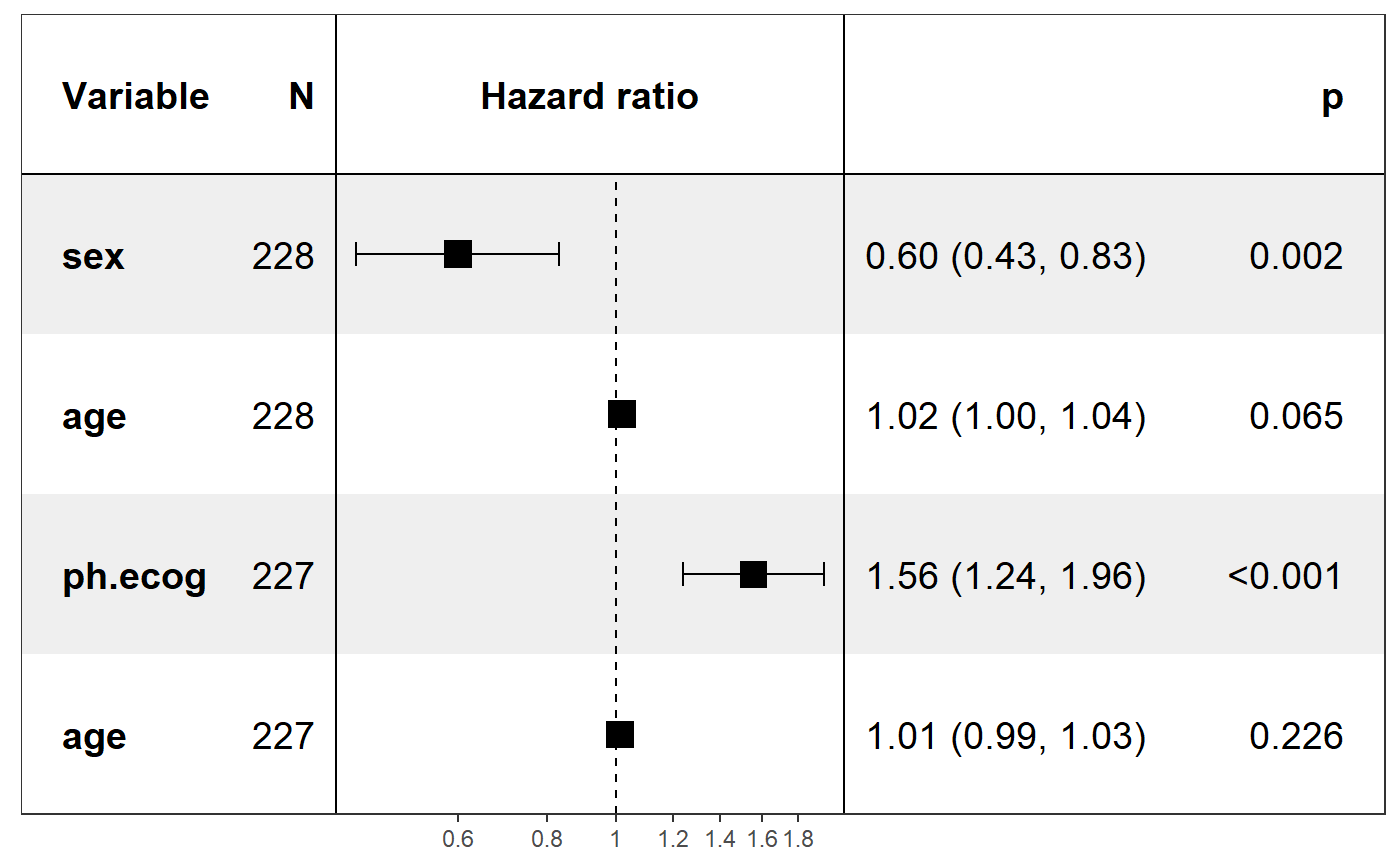 Variable N Hazard ratio p
sex 228 0.60 (0.43, 0.83) 0.002
age 228 1.02 (1.00, 1.04) 0.065
ph.ecog 227 1.56 (1.24, 1.96) <0.001
age 227 1.01 (0.99, 1.03) 0.226
0.6 0.8 1 1.2 1.4 1.6 1.8